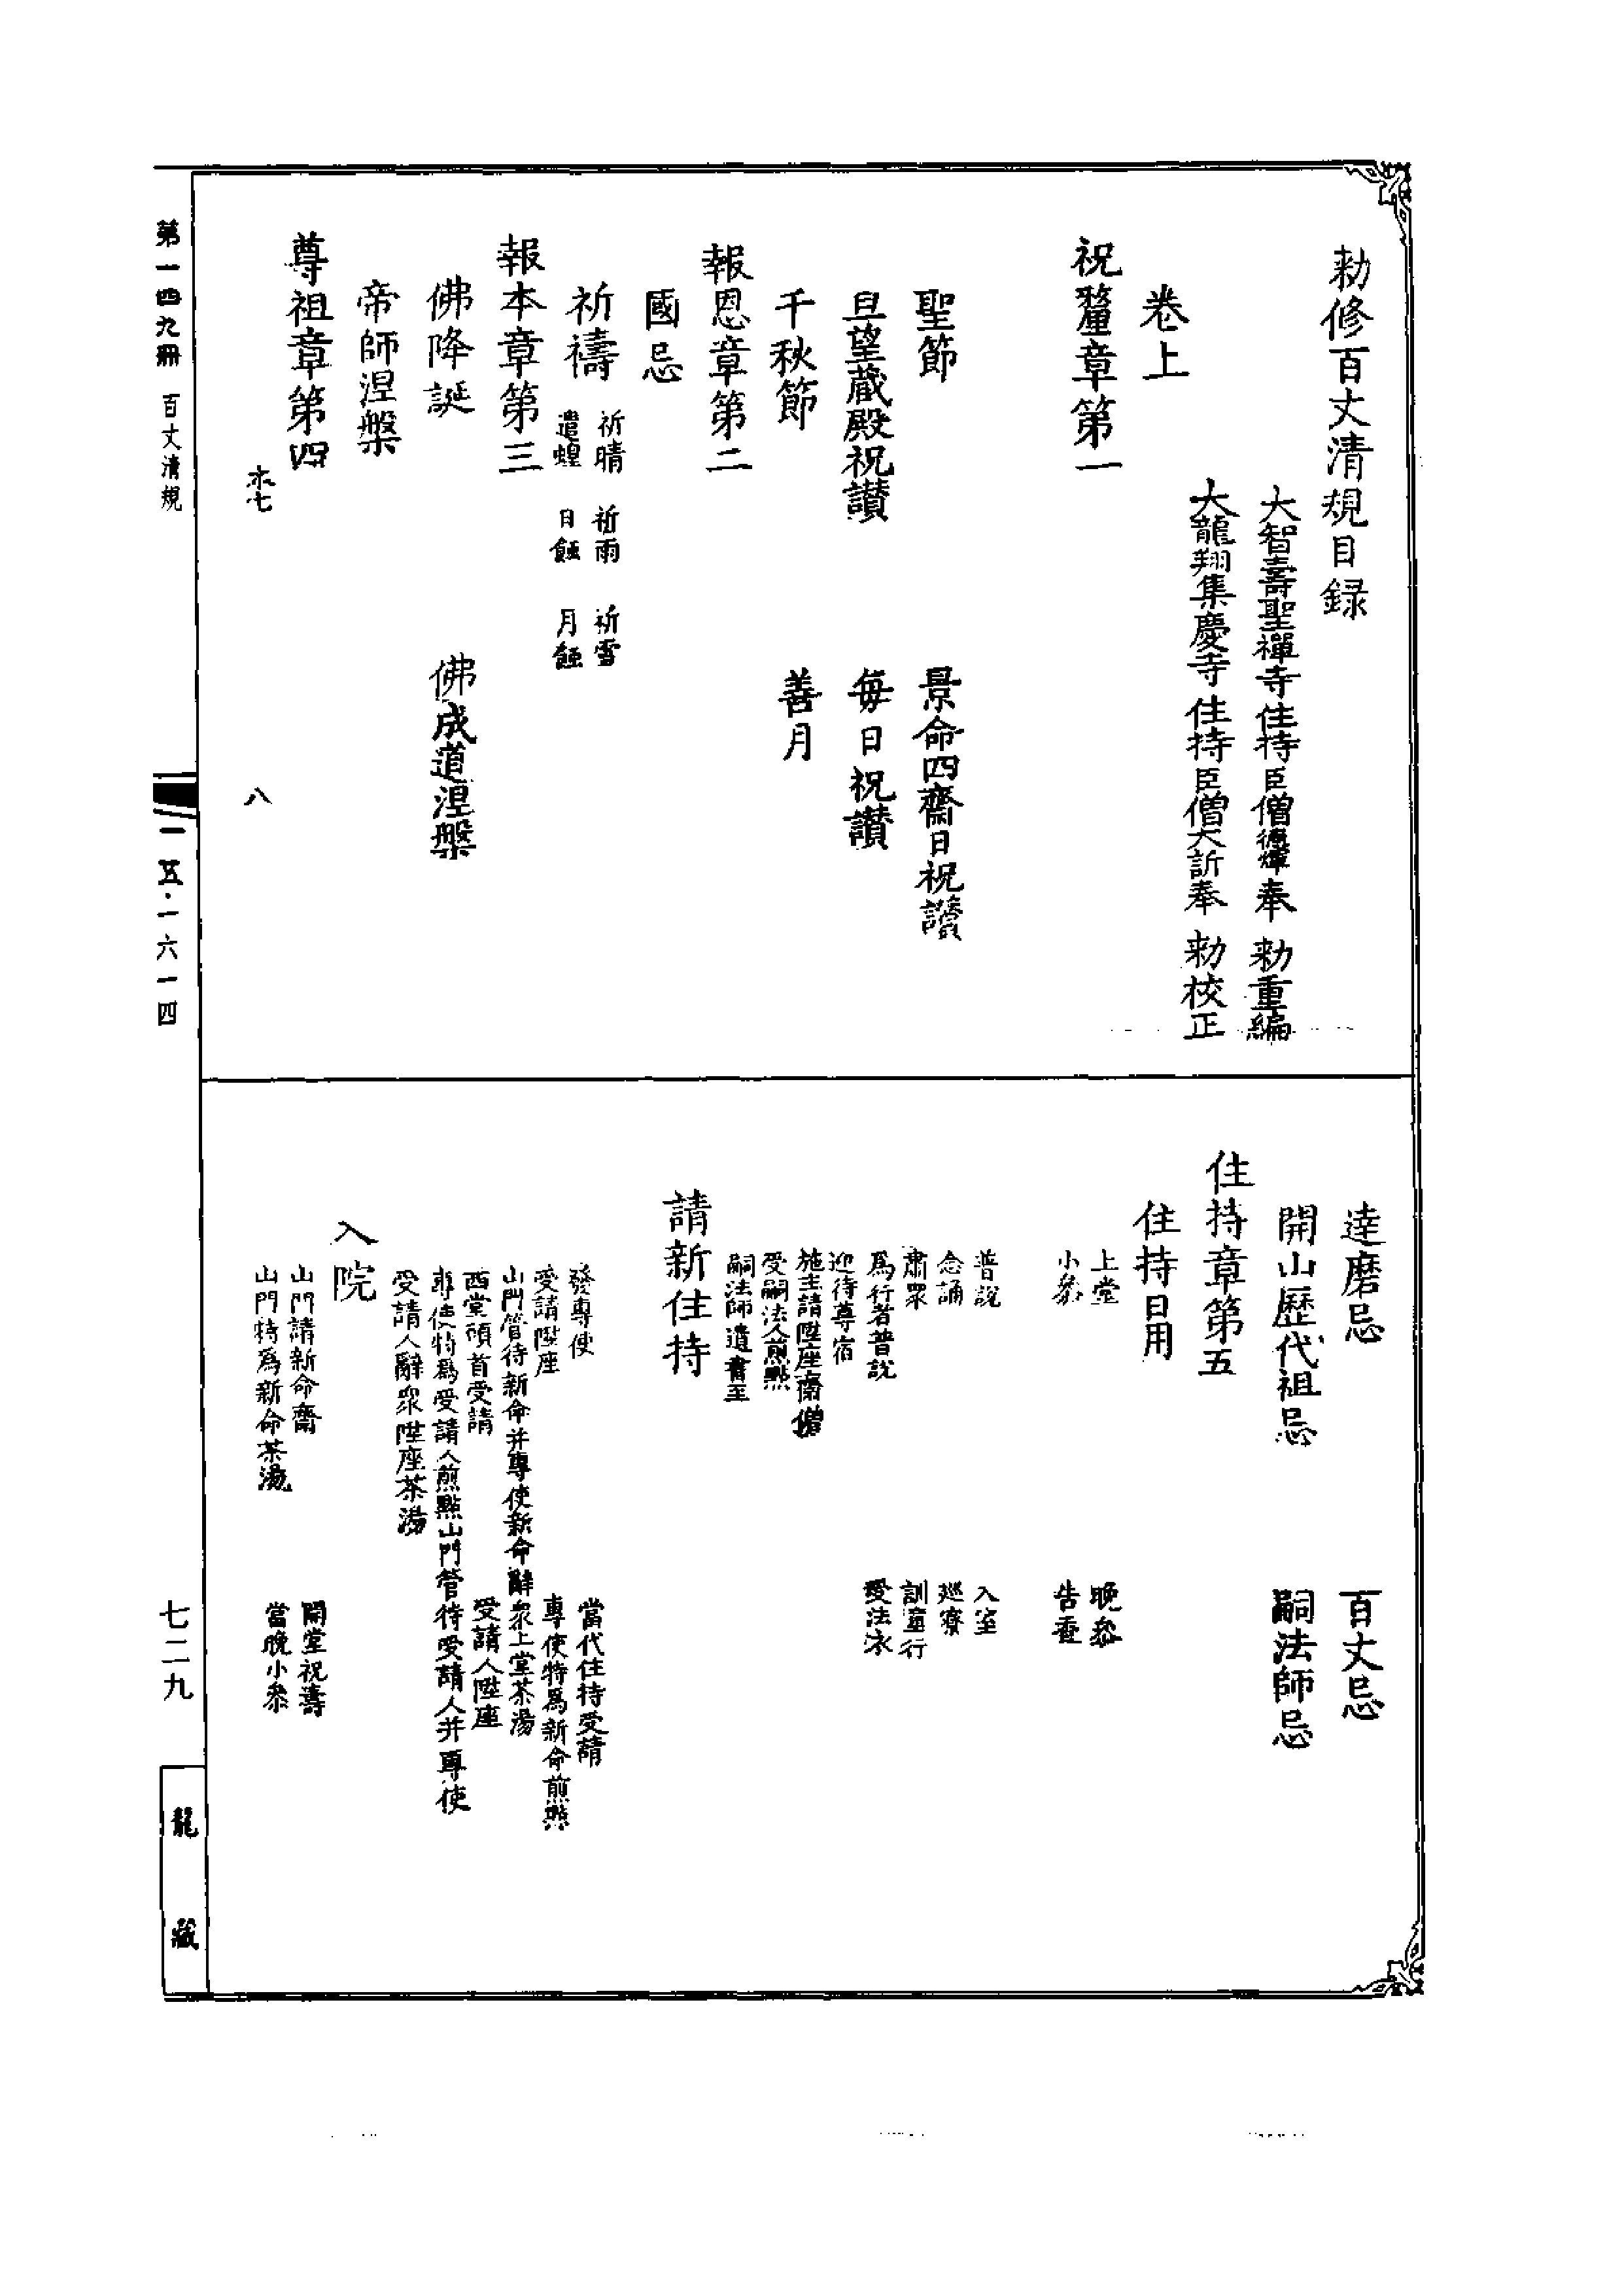 勅修百丈清規目録
大智壽聖禪寺住持臣僧德煇奉 勅重編
大龍翔集慶寺住持臣僧大訢奉 勅校正
卷上
祝釐章第一
聖節 景命四齋日祝讃
旦望藏殿祝讃 每日祝讃
千秋節 善月
報恩章第二
國忌
祈禱 祈晴 祈雨 祈雪
遣蝗 日蝕 月蝕
報本章第三
佛降誕 佛成道涅槃
帝師涅槃
尊祖章第四
八
達磨忌 百丈忌
開山歷代祖忌 嗣法師忌
住持章第五
住持日用
上堂 晚參
小參 告香
普説 入室
念誦 巡寮
肅眾 訓童行
爲行者普説 受法衣
迎待尊宿
施主請陞座齋僧
受嗣法人煎點
嗣法師遺書至
請新住持
發專使 當代住持受請
受請陞座 專使特爲新命煎點
山門管待新命并專使新命辭眾上堂茶湯
西堂頭首受請 受請人陞座
專使特爲受請人煎點山門管待受請人并專使
受請人辭眾陞座茶湯
入院
山門請新命齋 開堂祝壽
山門特爲新命茶湯 當晚小參
第一四九冊 百丈清規
一五·一六一四
七二九
龍藏